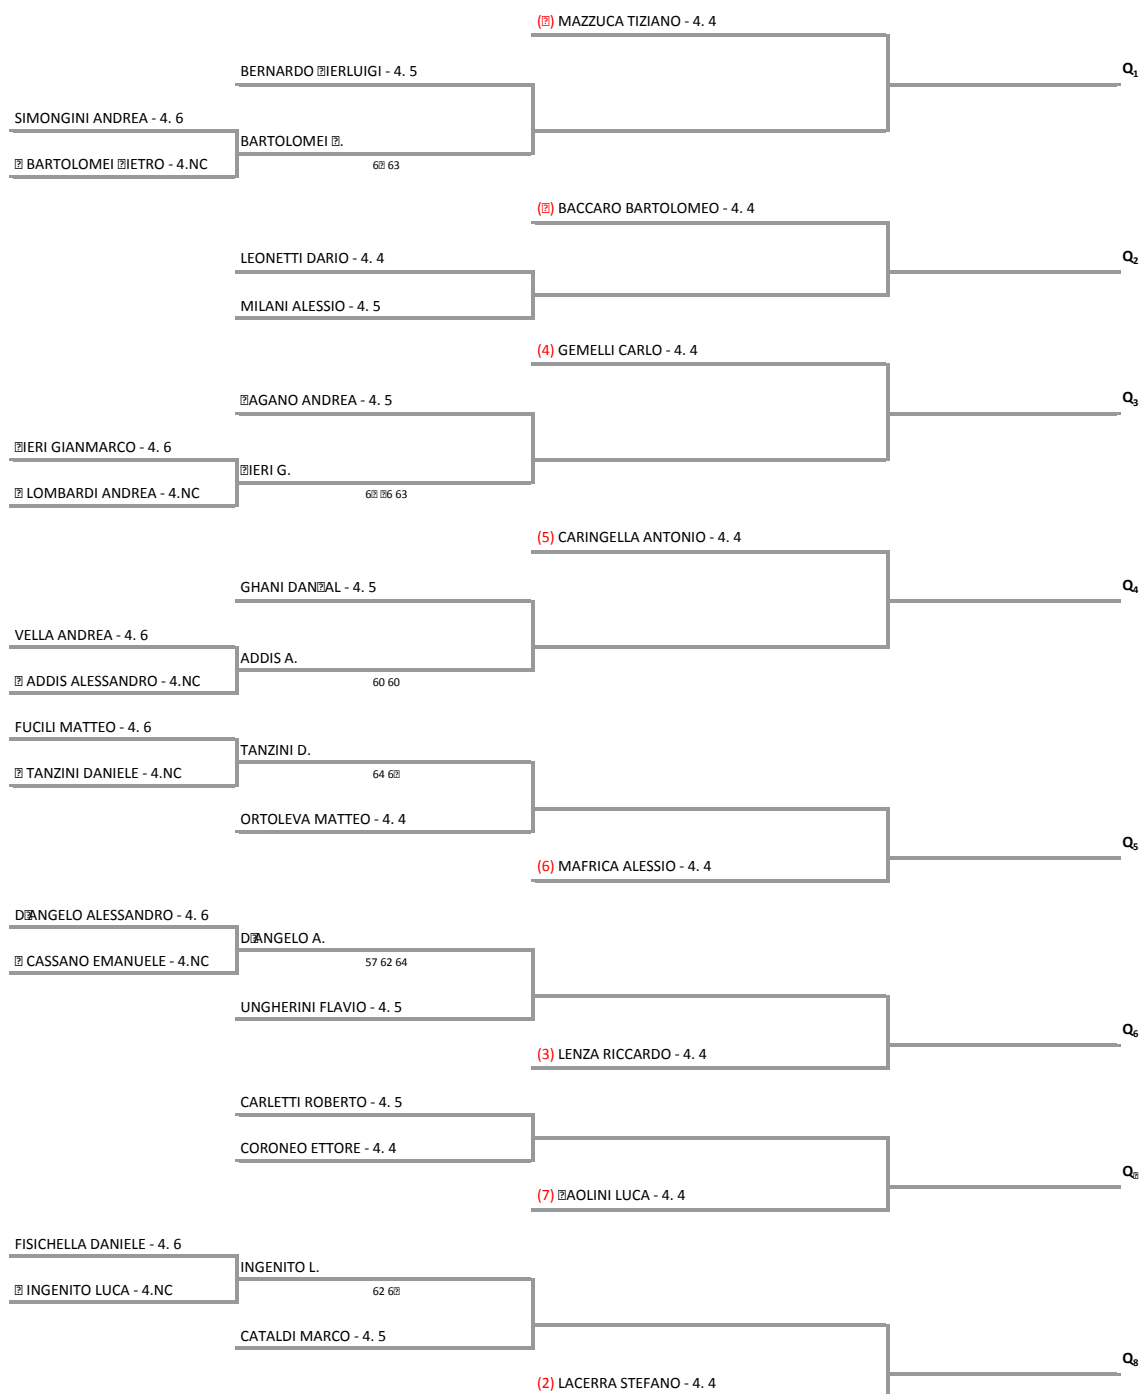 (⍰) MAZZUCA TIZIANO - 4. 4
Q1
BERNARDO ⍰IERLUIGI - 4. 5
SIMONGINI ANDREA - 4. 6
BARTOLOMEI ⍰.
⍰ BARTOLOMEI ⍰IETRO - 4.NC
6⍰ 63
(⍰) BACCARO BARTOLOMEO - 4. 4
Q2
LEONETTI DARIO - 4. 4
MILANI ALESSIO - 4. 5
(4) GEMELLI CARLO - 4. 4
Q3
⍰AGANO ANDREA - 4. 5
⍰IERI GIANMARCO - 4. 6
⍰IERI G.
⍰ LOMBARDI ANDREA - 4.NC
6⍰ ⍰6 63
(5) CARINGELLA ANTONIO - 4. 4
Q4
GHANI DAN⍰AL - 4. 5
VELLA ANDREA - 4. 6
ADDIS A.
⍰ ADDIS ALESSANDRO - 4.NC
60 60
FUCILI MATTEO - 4. 6
TANZINI D.
⍰ TANZINI DANIELE - 4.NC
64 6⍰
ORTOLEVA MATTEO - 4. 4
Q5
(6) MAFRICA ALESSIO - 4. 4
D⍰ANGELO ALESSANDRO - 4. 6
D⍰ANGELO A.
⍰ CASSANO EMANUELE - 4.NC
57 62 64
UNGHERINI FLAVIO - 4. 5
Q6
(3) LENZA RICCARDO - 4. 4
CARLETTI ROBERTO - 4. 5
CORONEO ETTORE - 4. 4
Q⍰
(7) ⍰AOLINI LUCA - 4. 4
FISICHELLA DANIELE - 4. 6
INGENITO L.
⍰ INGENITO LUCA - 4.NC
62 6⍰
CATALDI MARCO - 4. 5
Q8
(2) LACERRA STEFANO - 4. 4